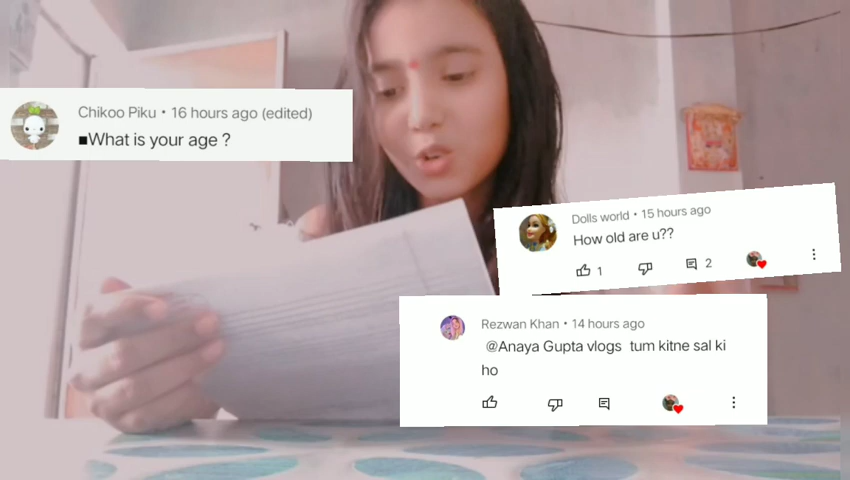 Chikoo Piku • 16 hours ago (edited)
■What is your age ?
Dolls world • 15 hours ago
How old are u??
1
2
Rezwan Khan • 14 hours ago
@Anaya Gupta vlogs tum kitne sal ki
ho